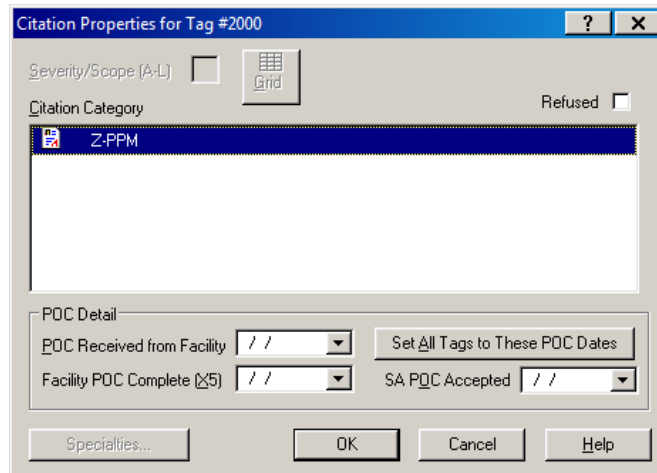 Citation Properties for Tag #2000
Severity/Scope (A-L)
Grid
Citation Category
Refused
Z-PPM
POC Detail
POC Received from Facility / /
Set All Tags to These POC Dates
Facility POC Complete (X5) / /
SA POC Accepted / /
Specialties...
OK
Cancel
Help